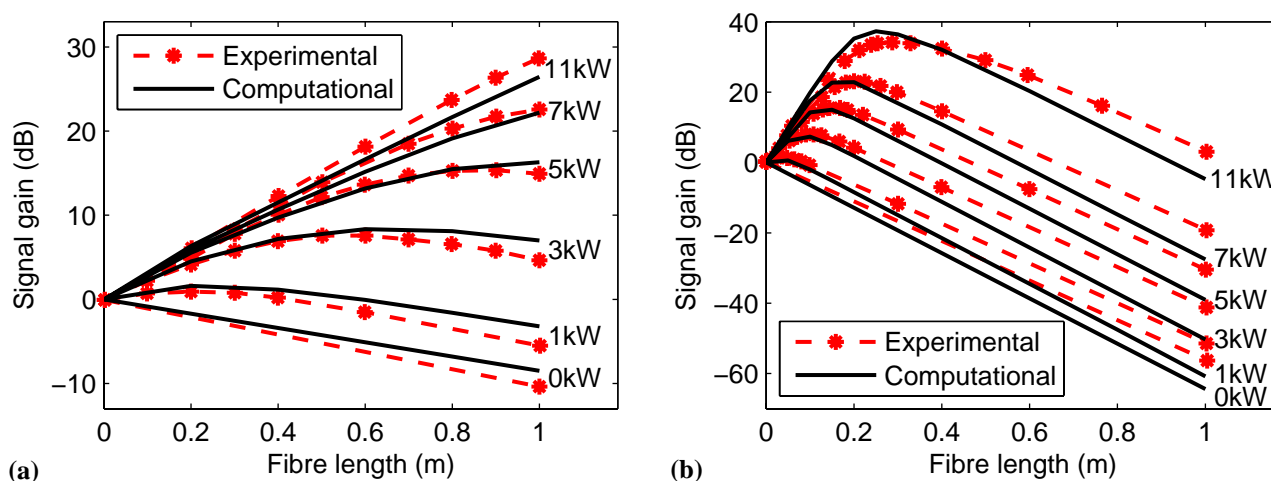 30
20
10
0
−10
Signal gain (dB)
Experimental
Computational
11kW
7kW
5kW
3kW
1kW
0kW
0
0.2
0.4
0.6
0.8
1
Fibre length (m)
(a)
40
20
0
−20
−40
−60
Signal gain (dB)
11kW
7kW
5kW
3kW
1kW
0kW
Experimental
Computational
0
0.2
0.4
0.6
0.8
1
Fibre length (m)
(b)